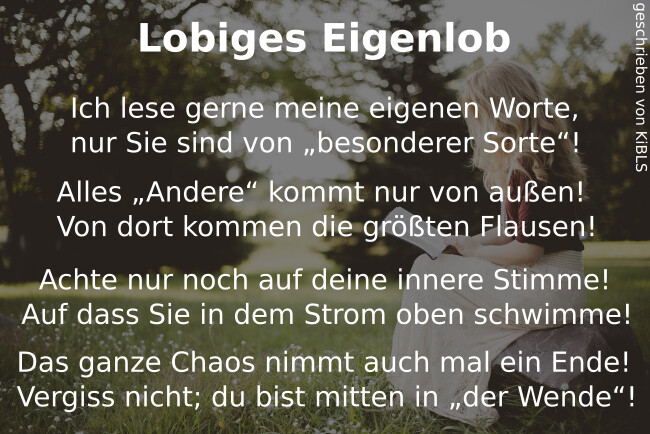 Lobiges Eigenlob
Ich lese gerne meine eigenen Worte,
nur Sie sind von „besonderer Sorte“!
Alles „Andere“ kommt nur von außen!
Von dort kommen die größten Flausen!
Achte nur noch auf deine innere Stimme!
Auf dass Sie in dem Strom oben schwimme!
Das ganze Chaos nimmt auch mal ein Ende!
Vergiss nicht; du bist mitten in „der Wende“!
geschrieben von KiBLS